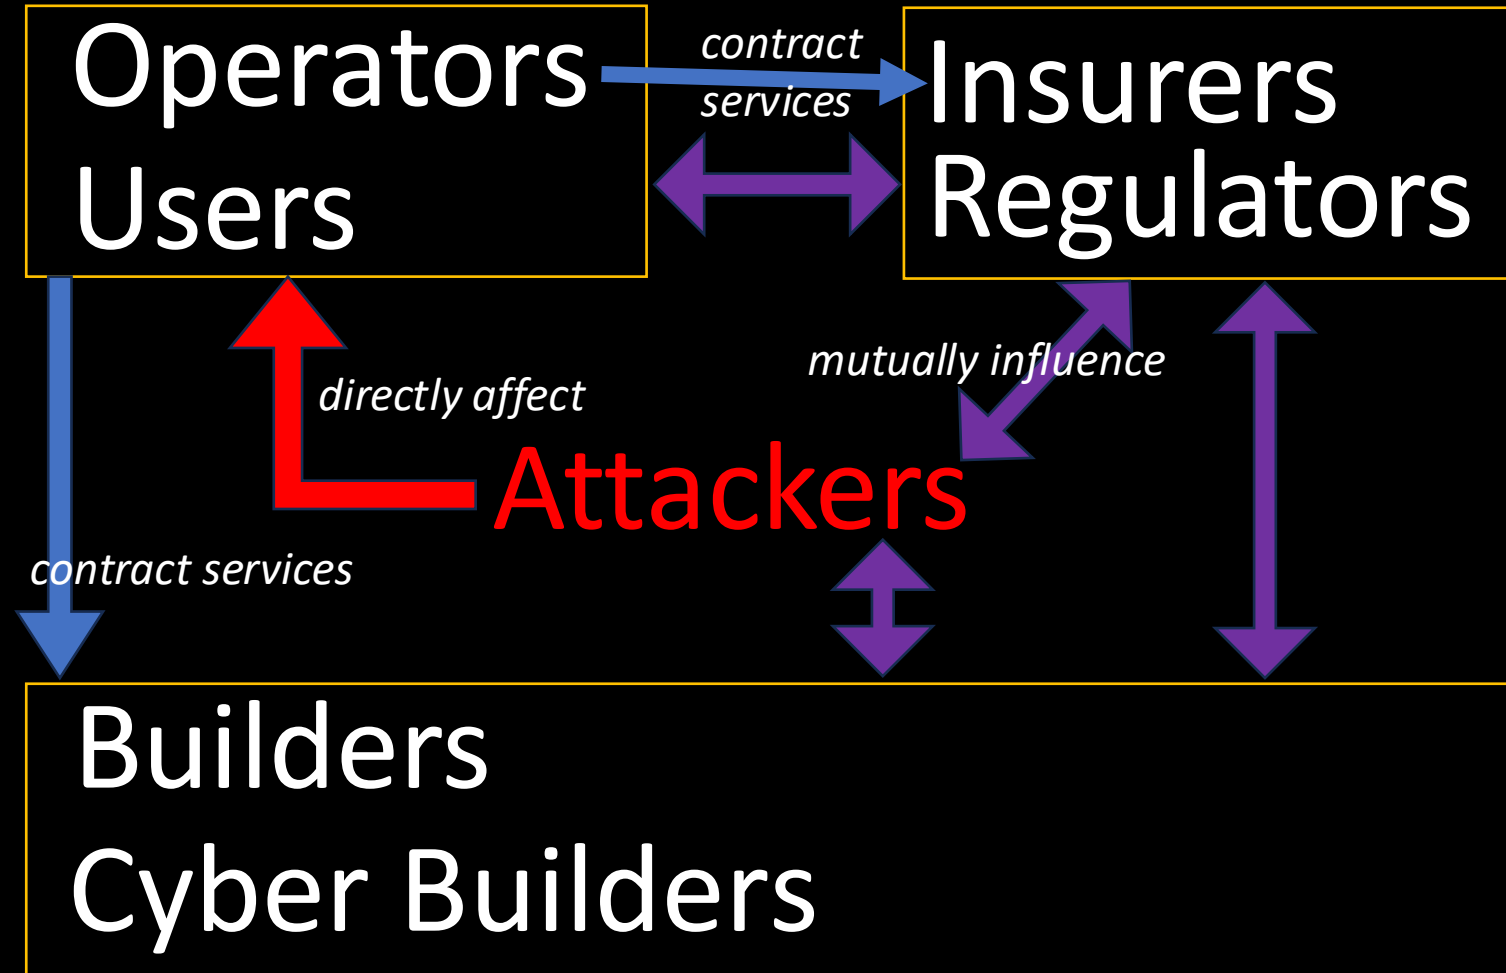 Operators
Users
contract
services
Insurers
Regulators
directly affect
mutually influence
Attackers
contract services
Builders
Cyber Builders